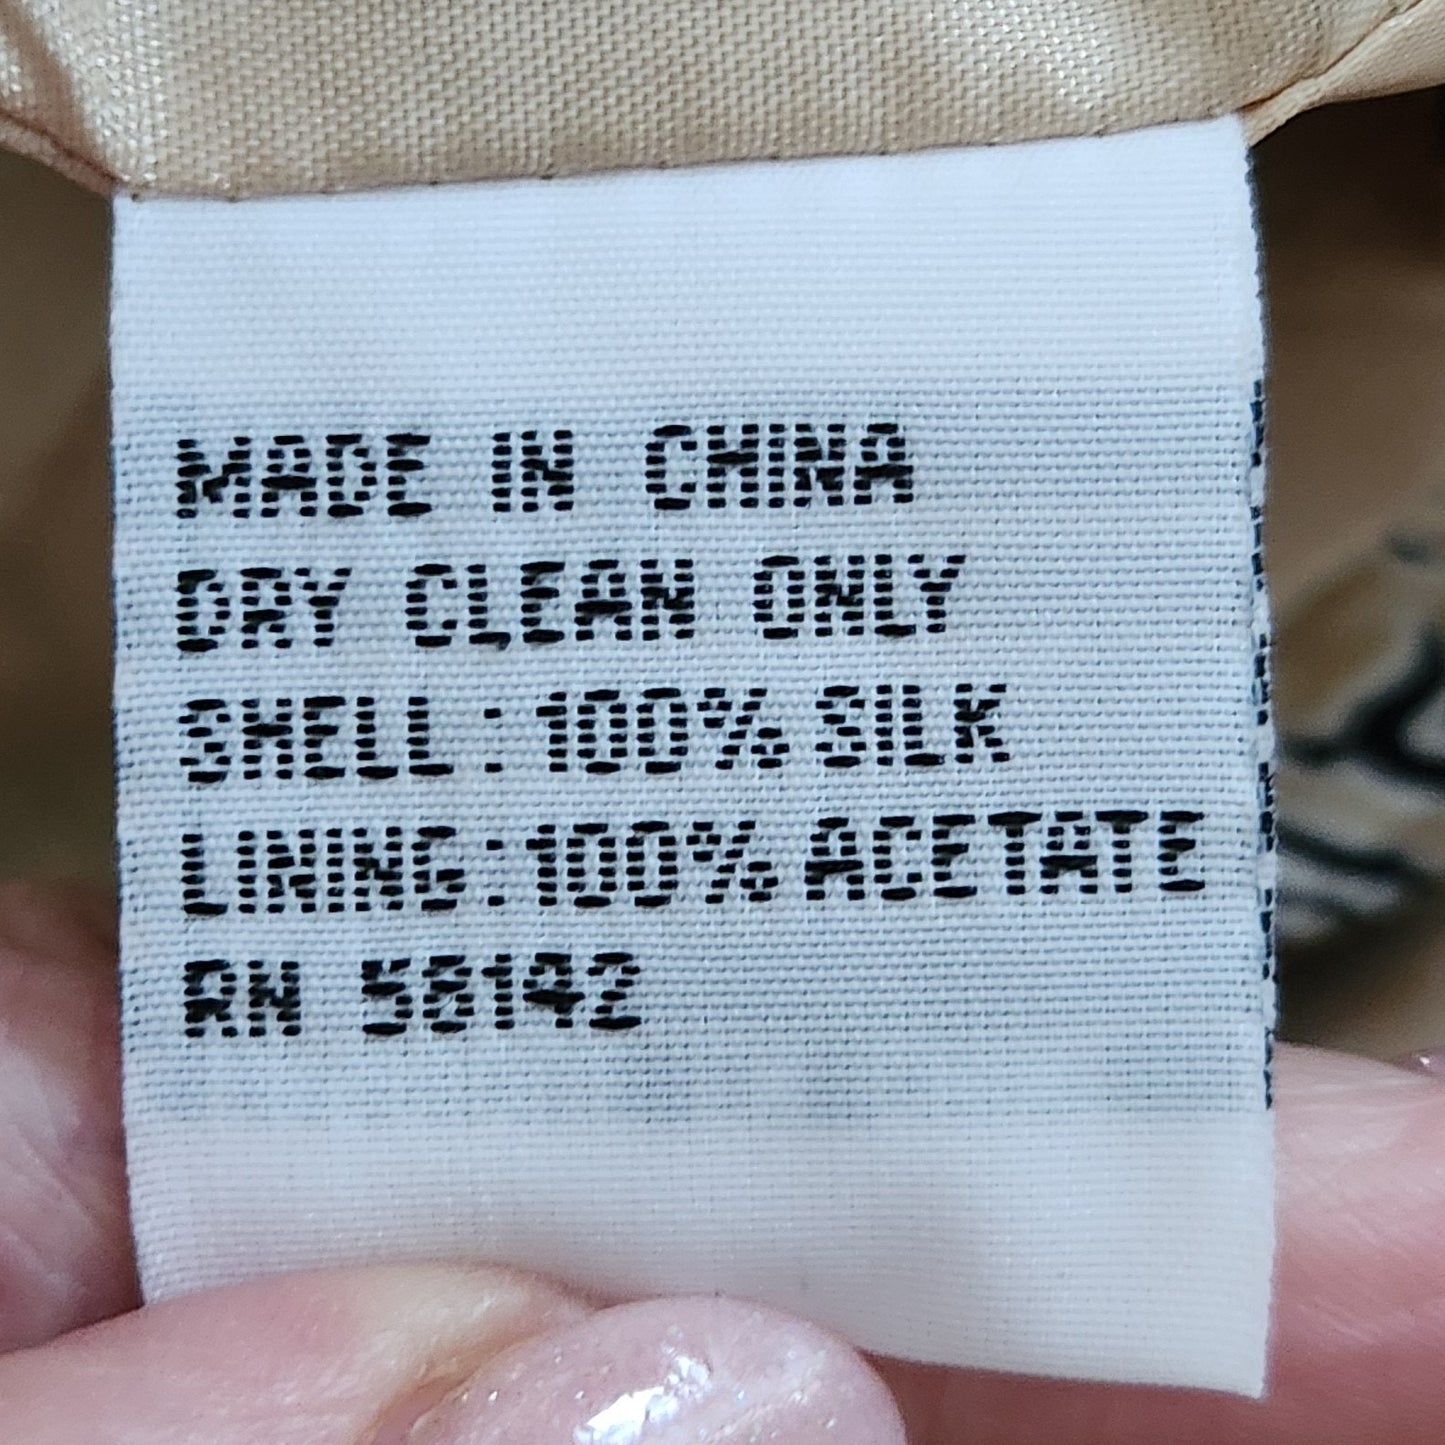 MADE IN CHINA
DRY CLEAN ONLY
SHELL:100% SILK
LINING:100% ACETATE
RN 58142